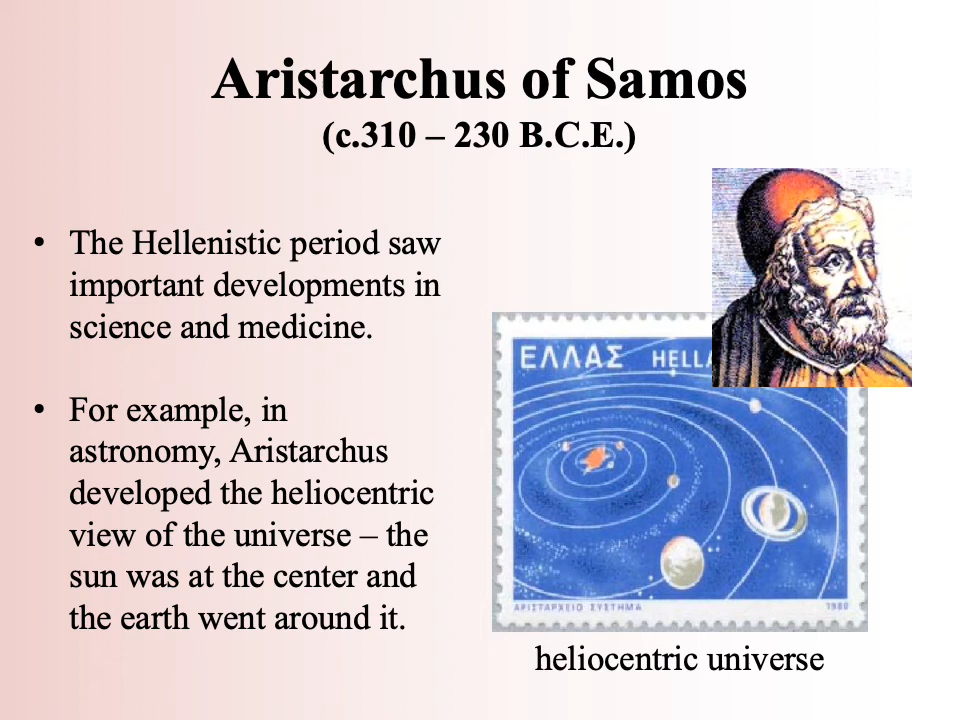 Aristarchus of Samos
(c.310 – 230 B.C.E.)
• The Hellenistic period saw
important developments in
science and medicine.
• For example, in
astronomy, Aristarchus
developed the heliocentric
view of the universe – the
sun was at the center and
the earth went around it.
ΕΛΛΑΣ HELLA
ΑΡΙΣΤΑΡΧΕΙΟ ΣΥΣΤΗΜΑ 1980
heliocentric universe